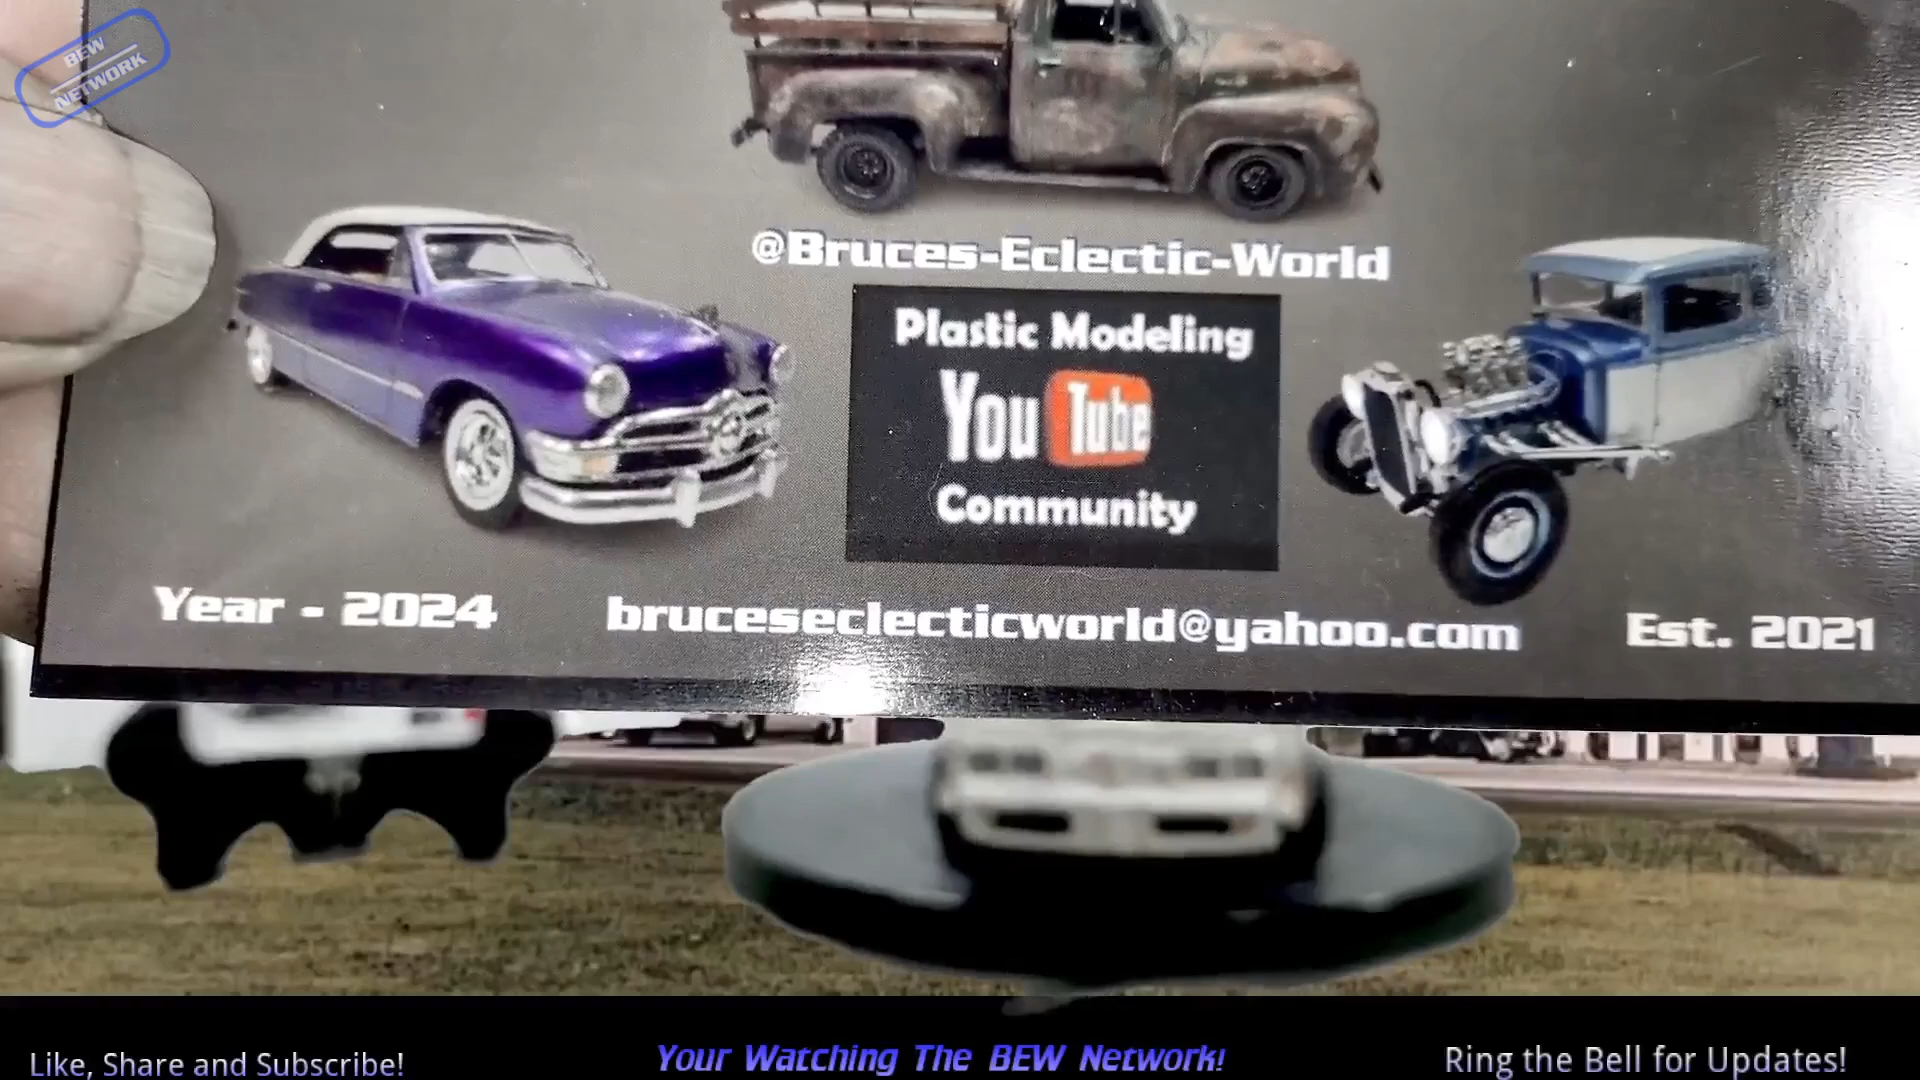 BEW
NETWORK
@Bruces-Eclectic-World
Plastic Modeling
YouTube
Community
Year - 2024
bruceseclecticworld@yahoo.com
Est. 2021
Like, Share and Subscribe!
Your Watching The BEW Network!
Ring the Bell for Updates!